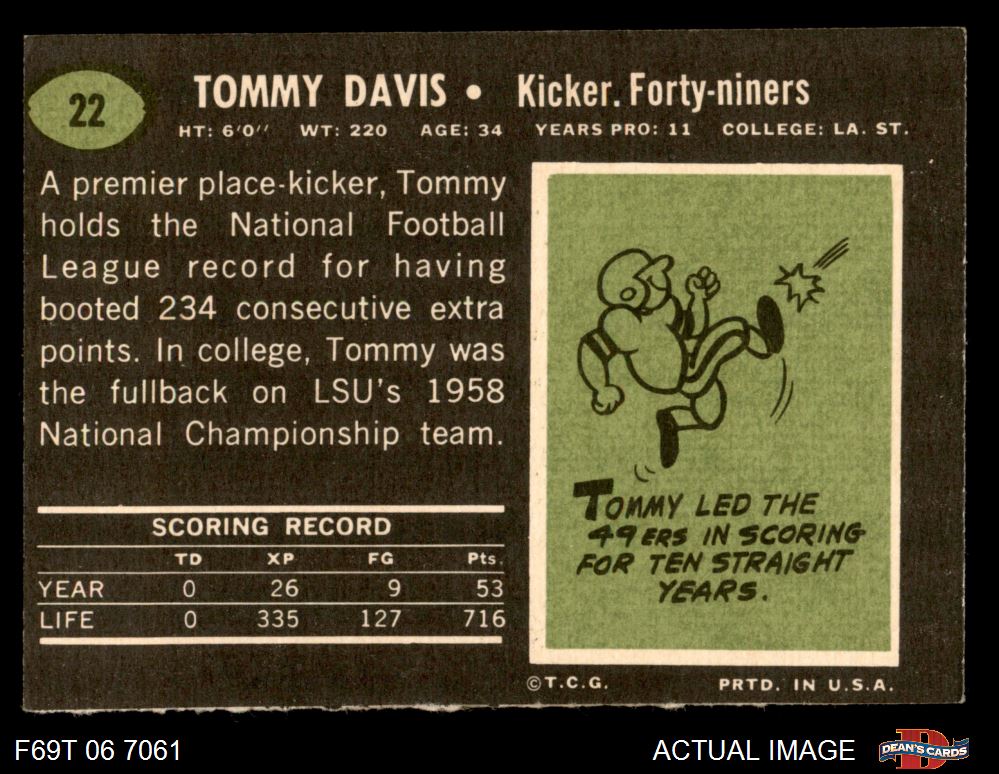 22
TOMMY DAVIS • Kicker. Forty-niners
HT: 6'0" WT: 220 AGE: 34 YEARS PRO: 11 COLLEGE: LA. ST.
A premier place-kicker, Tommy
holds the National Football
League record for having
booted 234 consecutive extra
points. In college, Tommy was
the fullback on LSU's 1958
National Championship team.
SCORING RECORD
TD XP FG Pts.
YEAR 0 26 9 53
LIFE 0 335 127 716
TOMMY LED THE
49ERS IN SCORING
FOR TEN STRAIGHT
YEARS.
©T.C.G. PRTD. IN U.S.A.
F69T 06 7061
ACTUAL IMAGE
DEAN'S CARDS